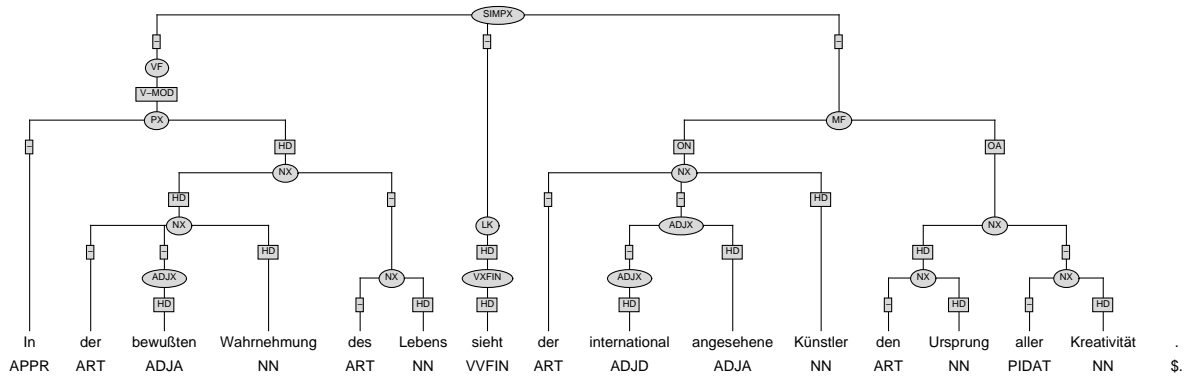 SIMPX
– – –
VF
V–MOD
PX MF
– HD ON OA
NX NX
HD – – – HD
NX LK ADJX NX
– – HD HD – HD HD –
ADJX NX VXFIN ADJX NX NX
HD – HD HD HD – HD – HD
In der bewußten Wahrnehmung des Lebens sieht der international angesehene Künstler den Ursprung aller Kreativität .
APPR ART ADJA NN ART NN VVFIN ART ADJD ADJA NN ART NN PIDAT NN $.